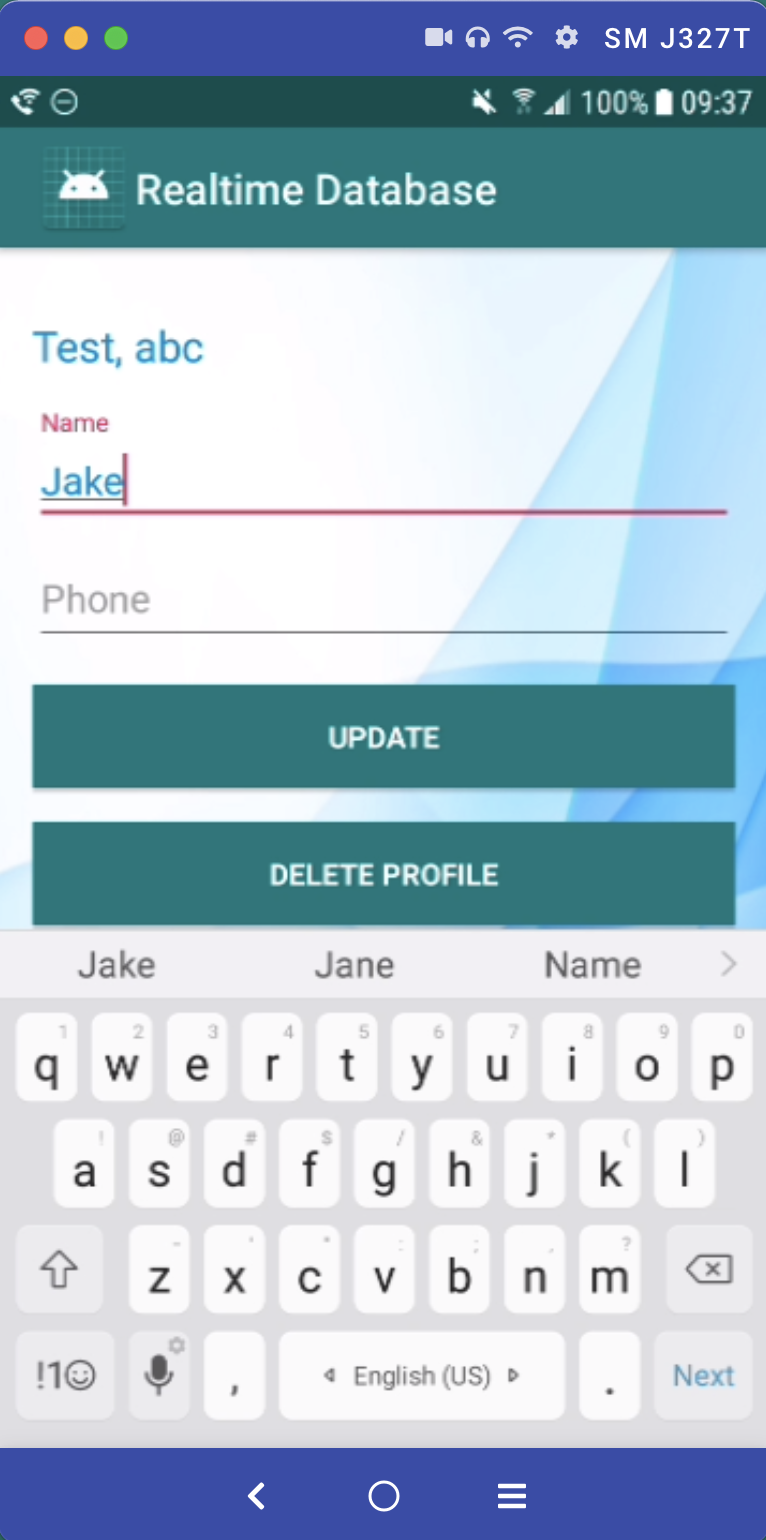 SM J327T
100% 09:37
Realtime Database
Test, abc
Name
Jake
Phone
UPDATE
DELETE PROFILE
Jake Jane Name
1 2 3 4 5 6 7 8 9 0
q w e r t y u i o p
! @ # $ / & * ( )
a s d f g h j k l
- ' " : ; , ?
z x c v b n m
!1☺ , English (US) . Next